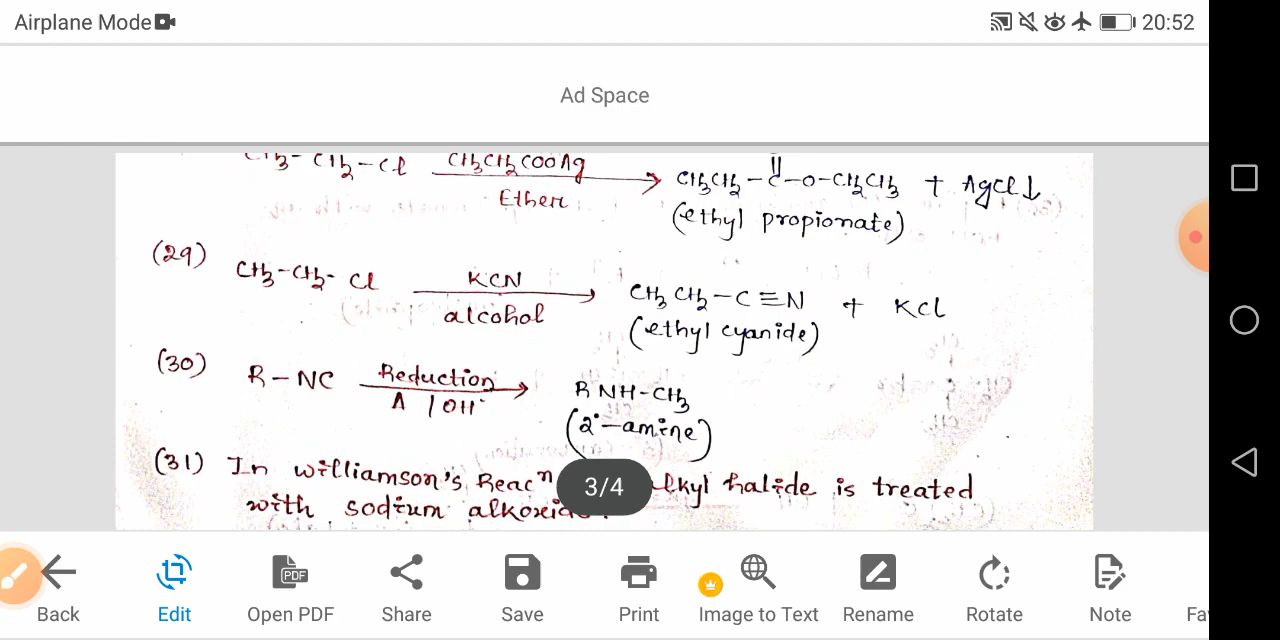 Airplane Mode 20:52
Ad Space
CH3-CH2-Cl CH3CH2COOAg CH3CH2-C-O-CH2CH3 + AgCl↓
Ether
(ethyl propionate)
(29) CH3-CH2-Cl KCN CH3CH2-C≡N + KCl
alcohol (ethyl cyanide)
(30) R-NC Reduction RNH-CH3
Δ/OH⁻ (2°-amine)
(31) In williamson's Reacⁿ lkyl halide is treated
with sodium
3/4
Back Edit Open PDF Share Save Print Image to Text Rename Rotate Note Fa